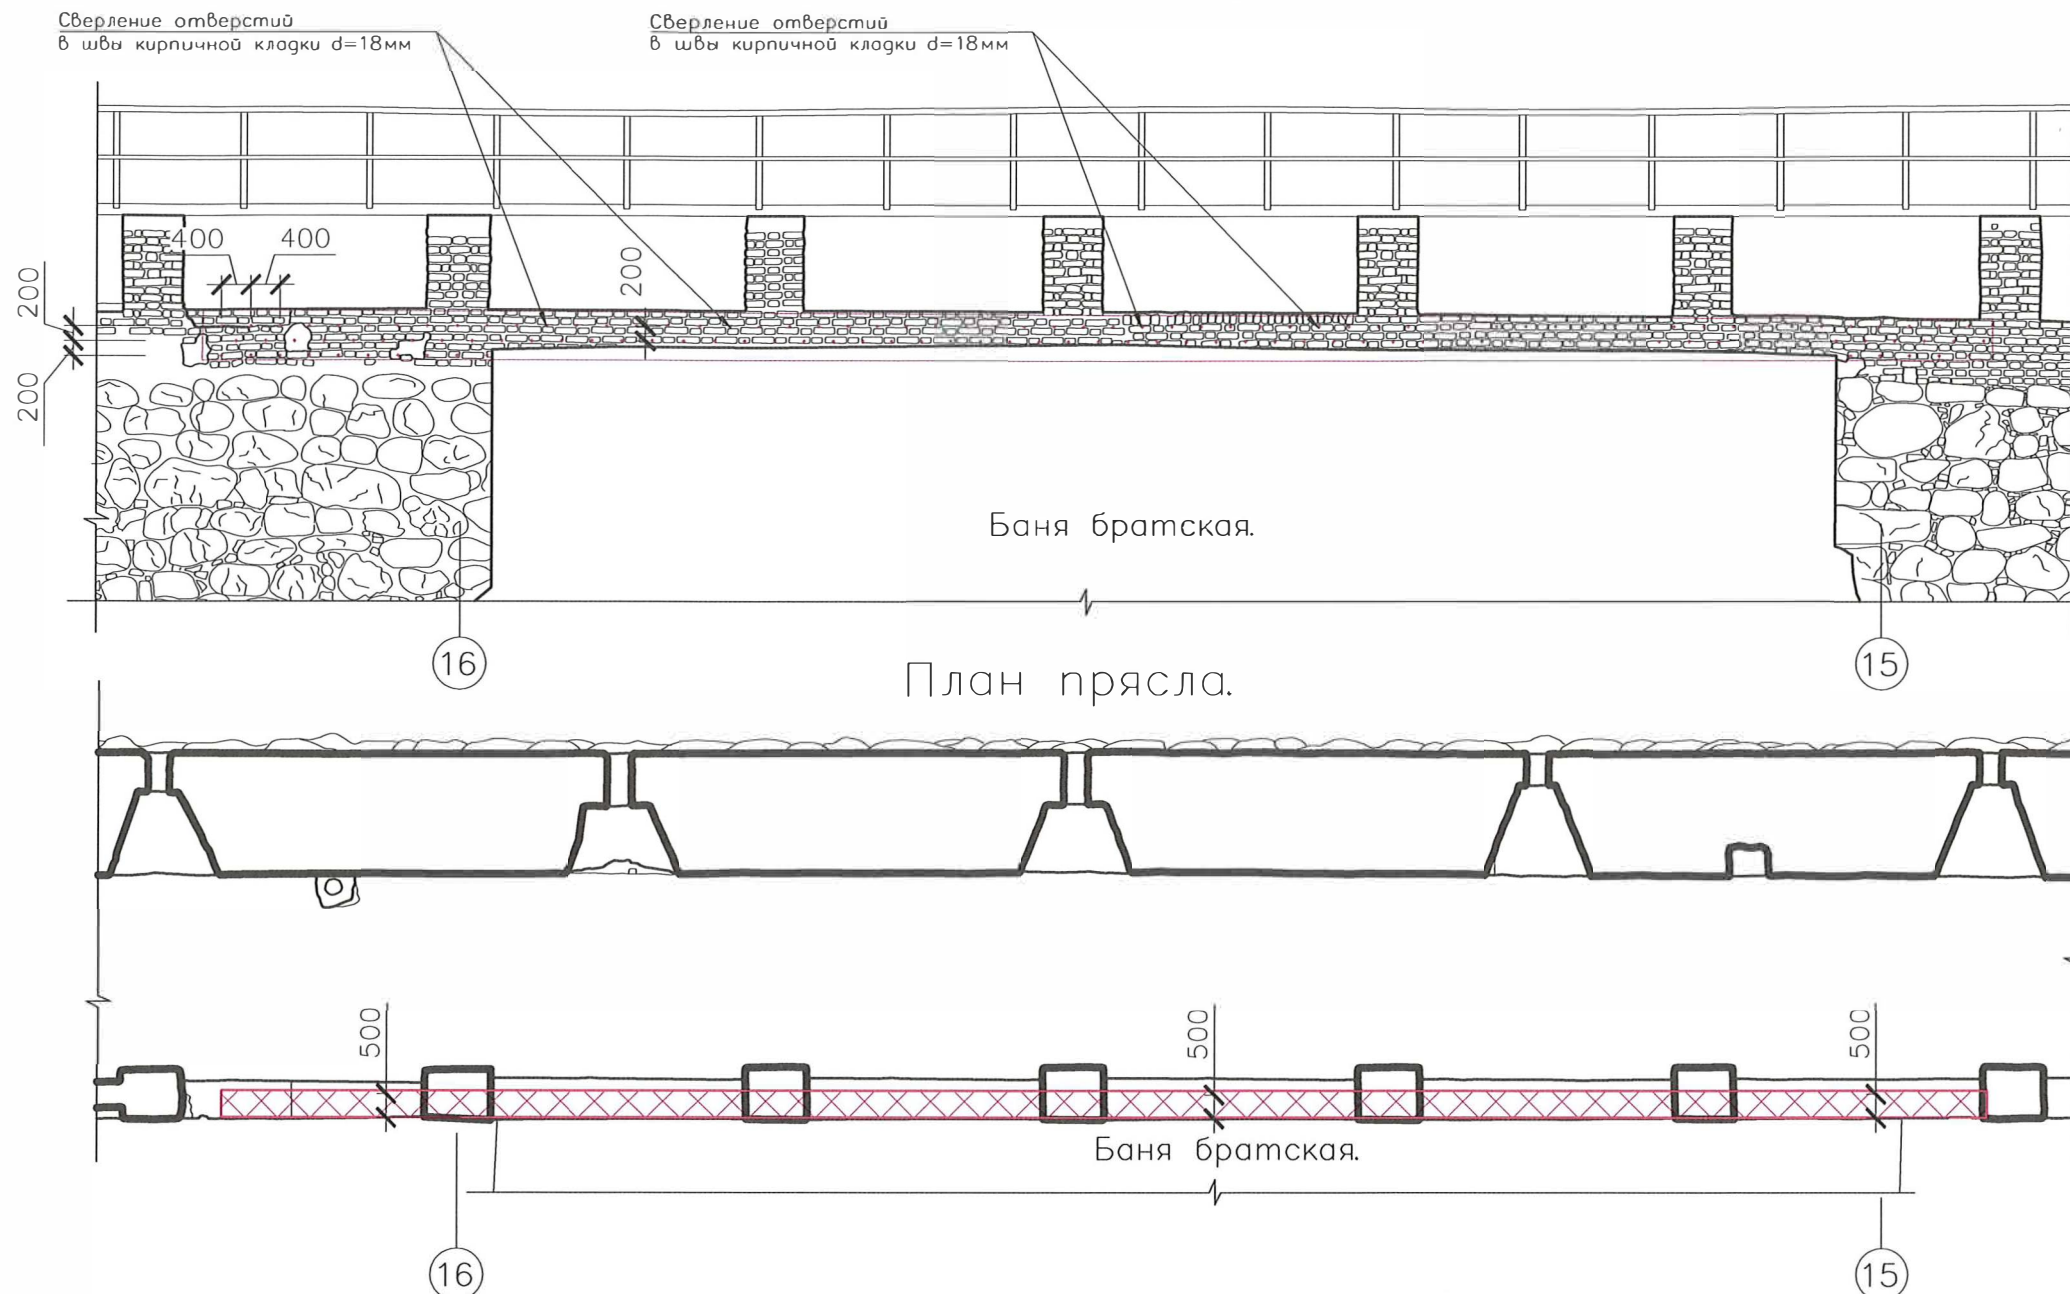 Сверление отверстий
в швы кирпичной кладки d=18мм
Сверление отверстий
в швы кирпичной кладки d=18мм
400
400
200
200
200
Баня братская.
16
15
План прясла.
500
500
500
Баня братская.
16
15